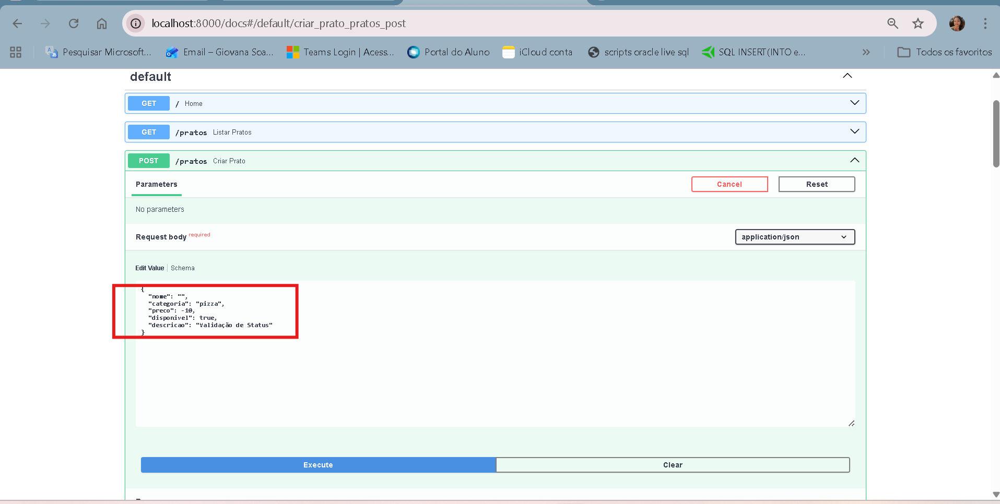 localhost:8000/docs#/default/criar_prato_pratos_post
Pesquisar Microsoft...
Email – Giovana Soa...
Teams Login | Acess...
Portal do Aluno
iCloud conta
scripts oracle live sql
SQL INSERT(INTO e...
Todos os favoritos
default
GET / Home
GET /pratos Listar Pratos
POST /pratos Criar Prato
Parameters
Cancel
Reset
No parameters
Request body required
application/json
Edit Value | Schema
{
"nome": "",
"categoria": "pizza",
"preco": -10,
"disponivel": true,
"descricao": "Validação de Status"
}
Execute
Clear